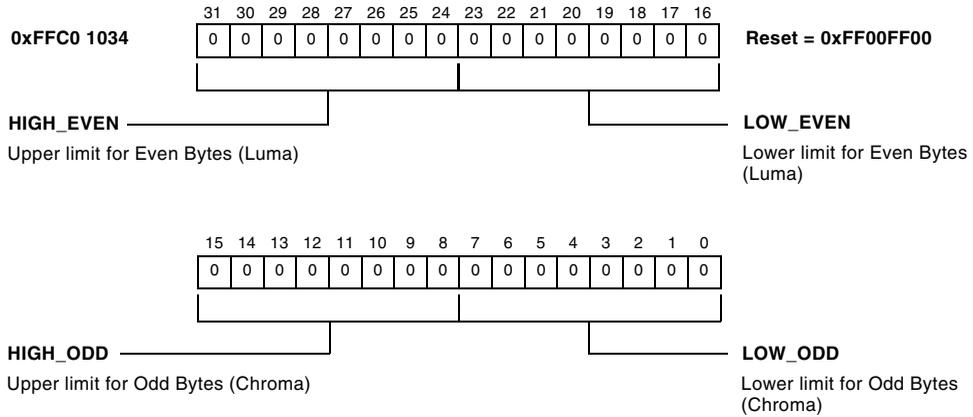 31 30 29 28 27 26 25 24 23 22 21 20 19 18 17 16
0xFFC0 1034 0 0 0 0 0 0 0 0 0 0 0 0 0 0 0 0 Reset = 0xFF00FF00
HIGH_EVEN LOW_EVEN
Upper limit for Even Bytes (Luma) Lower limit for Even Bytes
(Luma)
15 14 13 12 11 10 9 8 7 6 5 4 3 2 1 0
0 0 0 0 0 0 0 0 0 0 0 0 0 0 0 0
HIGH_ODD LOW_ODD
Upper limit for Odd Bytes (Chroma) Lower limit for Odd Bytes
(Chroma)